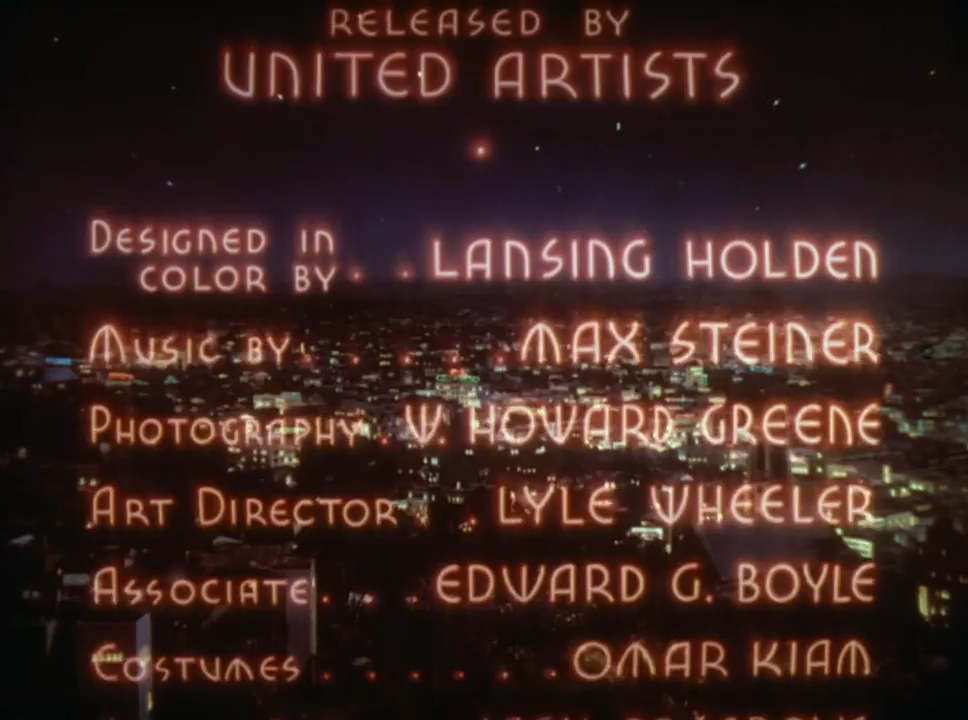 RELEASED BY
UNITED ARTISTS
DESIGNED IN
COLOR BY . . LANSING HOLDEN
MUSIC BY . . . . . MAX STEINER
PHOTOGRAPHY . W. HOWARD GREENE
ART DIRECTOR . . LYLE WHEELER
ASSOCIATE . . . EDWARD G. BOYLE
COSTUMES . . . . . . OMAR KIAM